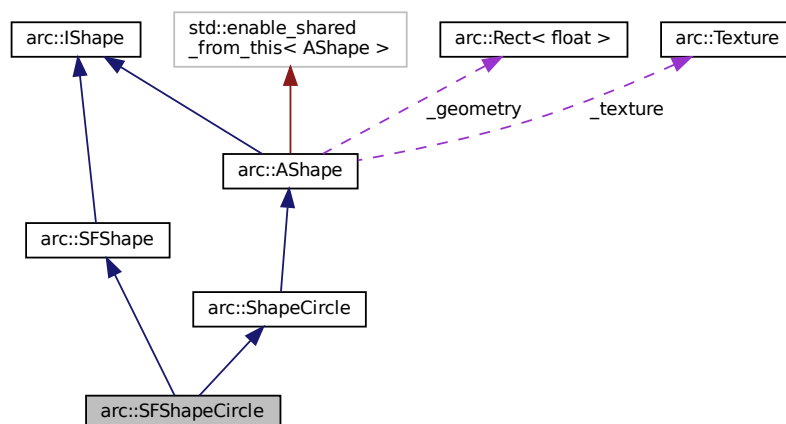 arc::IShape
std::enable_shared
_from_this< AShape >
arc::Rect< float >
arc::Texture
_geometry
_texture
arc::AShape
arc::SFShape
arc::ShapeCircle
arc::SFShapeCircle